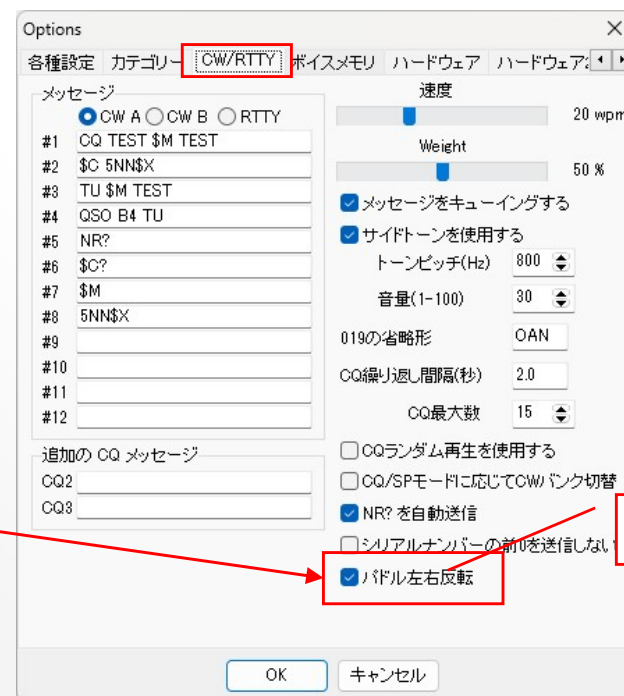 Options
各種設定 カテゴリー CW/RTTY ボイスメモリ ハードウェア ハードウェア2
メッセージ
CW A CW B RTTY
#1 CQ TEST $M TEST
#2 $C 5NN$X
#3 TU $M TEST
#4 QSO B4 TU
#5 NR?
#6 $C?
#7 $M
#8 5NN$X
#9
#10
#11
#12
追加の CQ メッセージ
CQ2
CQ3
速度
20 wpm
Weight
50 %
メッセージをキューイングする
サイドトーンを使用する
トーンピッチ(Hz) 800
音量(1-100) 30
019の省略形 OAN
CQ繰り返し間隔(秒) 2.0
CQ最大数 15
CQランダム再生を使用する
CQ/SPモードに応じてCWバンク切替
NR? を自動送信
シリアルナンバーの前0を送信しない
パドル左右反転
OK キャンセル